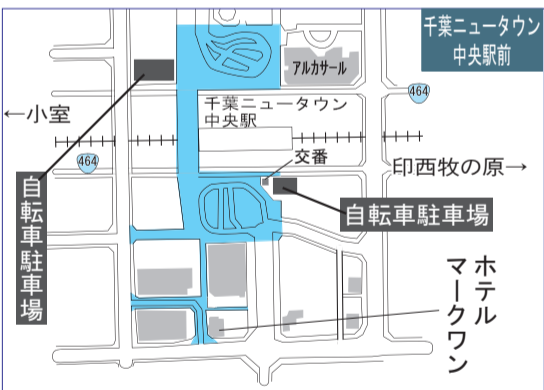 千葉ニュータウン
中央駅前
アルカサール
464
千葉ニュータウン
中央駅
←小室
交番
464
印西牧の原→
自転車駐車場
自転車駐車場
ホテル
マークワン